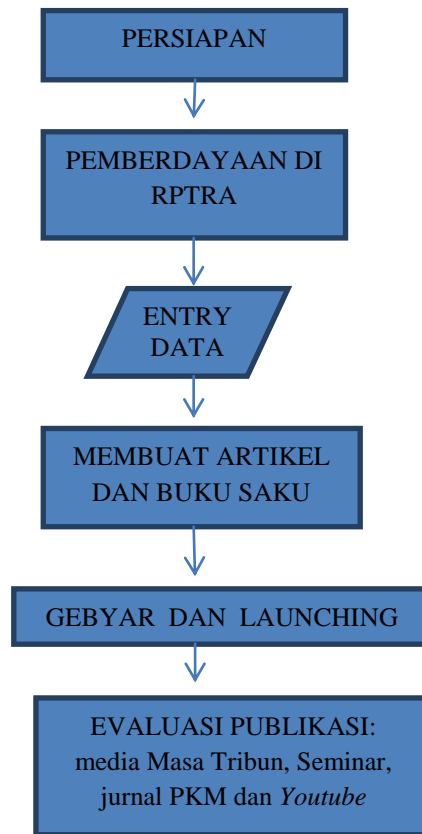 PERSIAPAN
PEMBERDAYAAN DI
RPTRA
ENTRY
DATA
MEMBUAT ARTIKEL
DAN BUKU SAKU
GEBYAR DAN LAUNCHING
EVALUASI PUBLIKASI:
media Masa Tribun, Seminar,
jurnal PKM dan Youtube